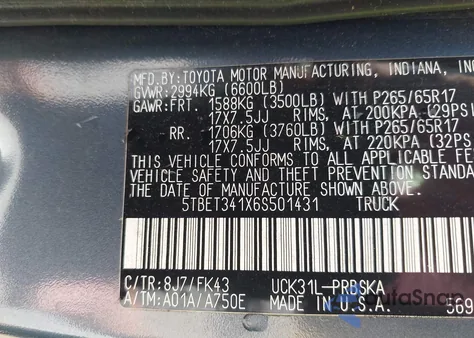 MFD.BY:TOYOTA MOTOR MANUFACTURING, INDIANA, INC
GVWR:2994KG (6600LB)
GAWR:FRT. 1588KG (3500LB) WITH P265/65R17
17X7.5JJ RIMS, AT 200KPA (29PSI
RR. 1706KG (3760LB) WITH P265/65R17
17X7.5JJ RIMS, AT 220KPA (32PS
THIS VEHICLE CONFORMS TO ALL APPLICABLE
VEHICLE SAFETY AND THEFT PREVENTION STANDA
THE DATE OF MANUFACTURE SHOWN ABOVE.
5TBET341X6S501431 TRUCK
C/TR:8J7/FK43 UCK31L-PRBSKA
A/TM:A01A/A750E MADE IN U.S.A. 569
AutoSnap